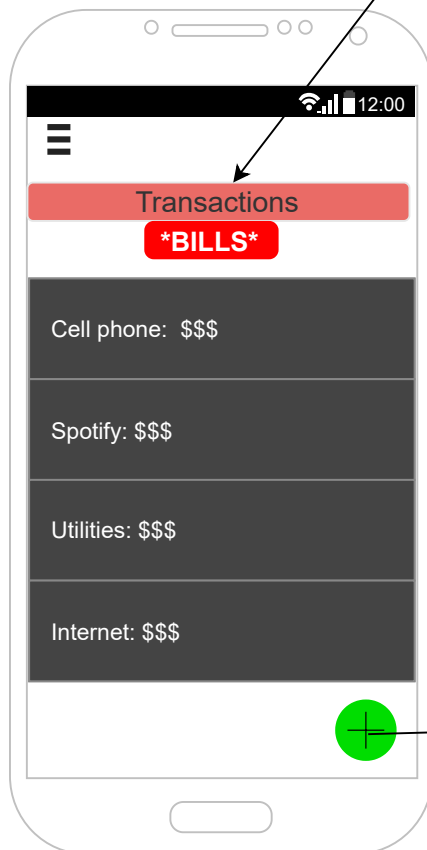 12:00
Transactions
*BILLS*
Cell phone:  $$$
Spotify: $$$
Utilities: $$$
Internet: $$$